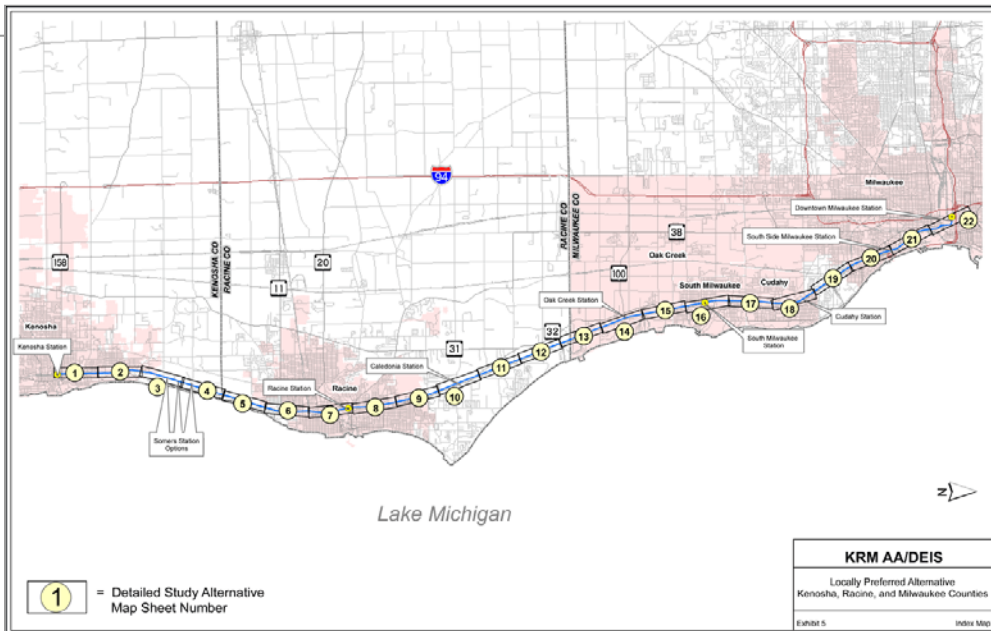 94
Milwaukee
Downtown Milwaukee Station
22
KENOSHA CO
RACINE CO
RACINE CO
MILWAUKEE CO
38
Oak Creek
South Side Milwaukee Station
21
20
158
20
11
100
19
South Milwaukee
Cudahy
Oak Creek Station
17
18
15
16
Cudahy Station
Kenosha
Kenosha Station
32
13
14
South Milwaukee
Station
31
12
Caledonia Station
11
1
2
3
4
5
6
7
8
9
10
Racine Station
Racine
Somers Station
Options
N
Lake Michigan
1
= Detailed Study Alternative
Map Sheet Number
KRM AA/DEIS
Locally Preferred Alternative
Kenosha, Racine, and Milwaukee Counties
Exhibit 5
Index Map